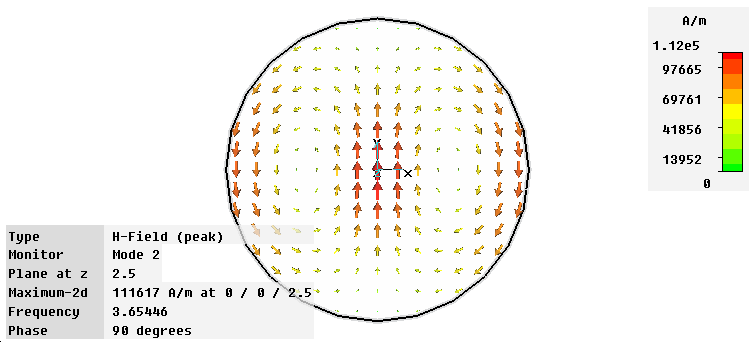 A/m
1.12e5
97665
69761
41856
13952
0
Y
x
Type H-Field (peak)
Monitor Mode 2
Plane at z 2.5
Maximum-2d 111617 A/m at 0 / 0 / 2.5
Frequency 3.65446
Phase 90 degrees